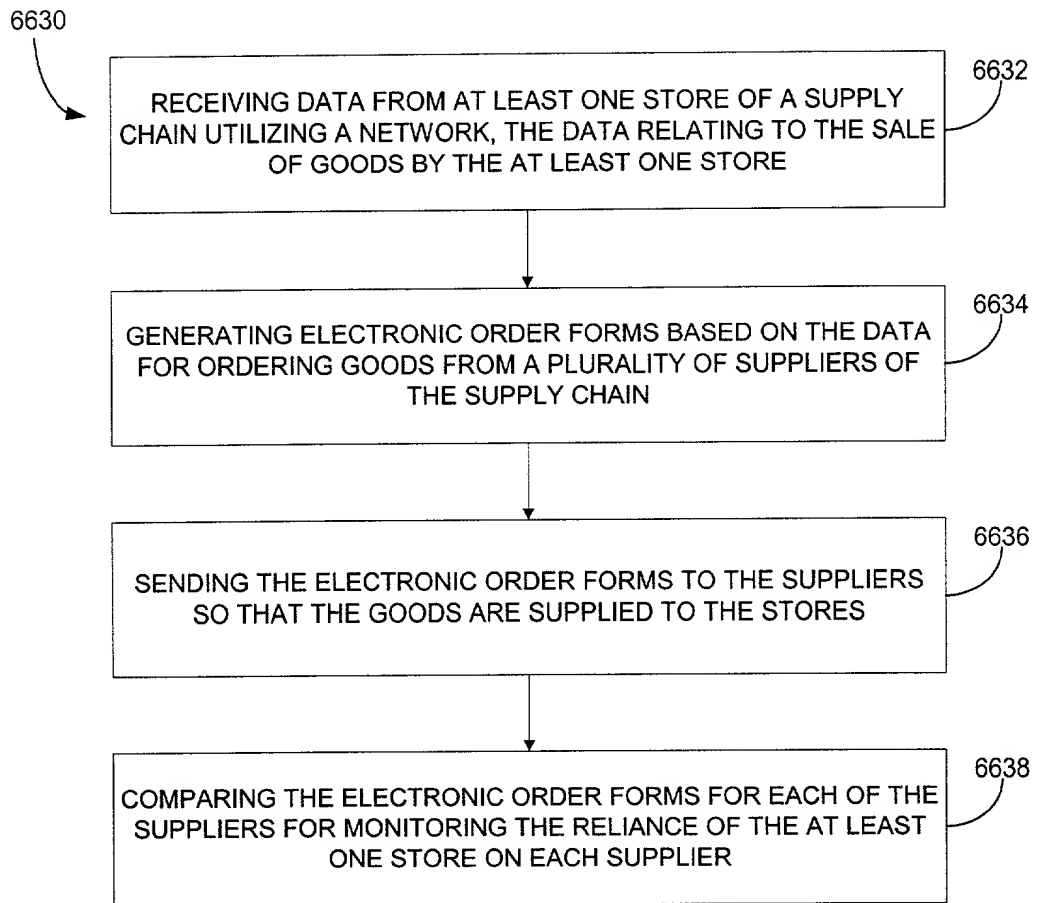 6630
6632
RECEIVING DATA FROM AT LEAST ONE STORE OF A SUPPLY
CHAIN UTILIZING A NETWORK, THE DATA RELATING TO THE SALE
OF GOODS BY THE AT LEAST ONE STORE
6634
GENERATING ELECTRONIC ORDER FORMS BASED ON THE DATA
FOR ORDERING GOODS FROM A PLURALITY OF SUPPLIERS OF
THE SUPPLY CHAIN
6636
SENDING THE ELECTRONIC ORDER FORMS TO THE SUPPLIERS
SO THAT THE GOODS ARE SUPPLIED TO THE STORES
6638
COMPARING THE ELECTRONIC ORDER FORMS FOR EACH OF THE
SUPPLIERS FOR MONITORING THE RELIANCE OF THE AT LEAST
ONE STORE ON EACH SUPPLIER